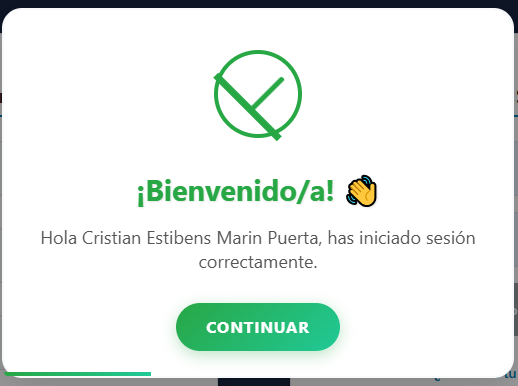 ¡Bienvenido/a! 👋
Hola Cristian Estibens Marin Puerta, has iniciado sesión
correctamente.
CONTINUAR